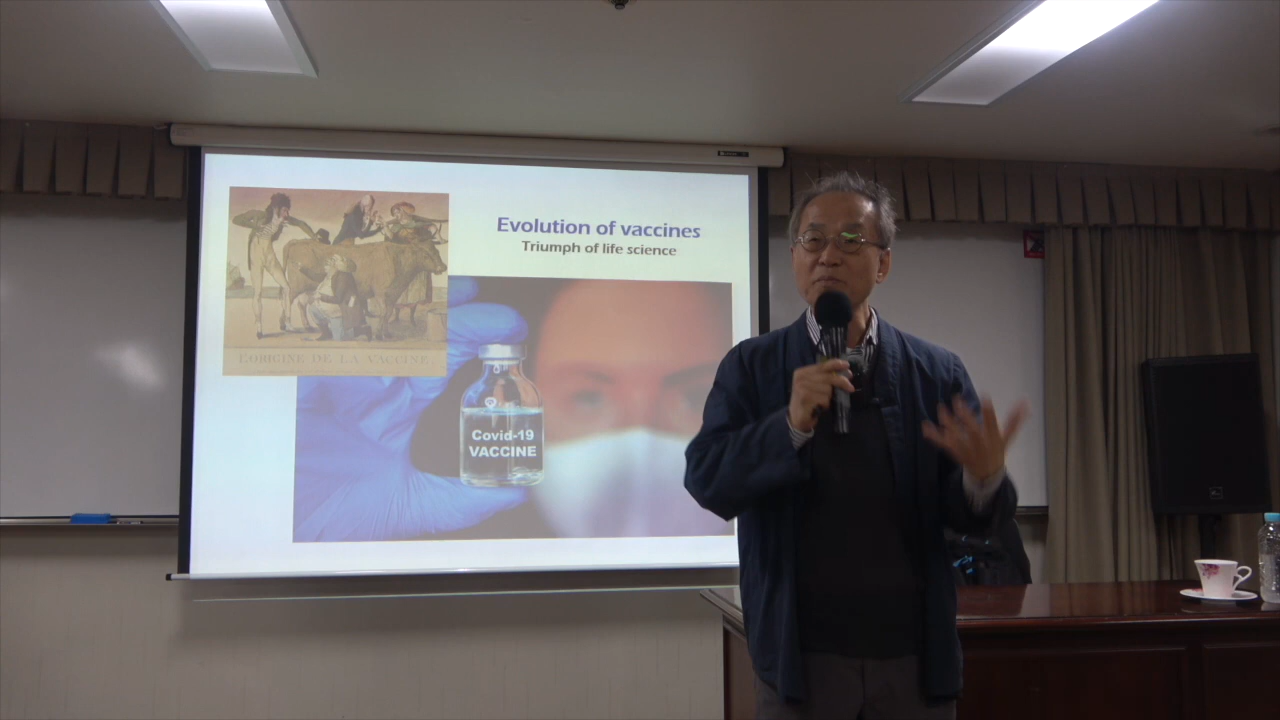 Evolution of vaccines
Triumph of life science
L'ORIGINE DE LA VACCINE.
Covid-19
VACCINE